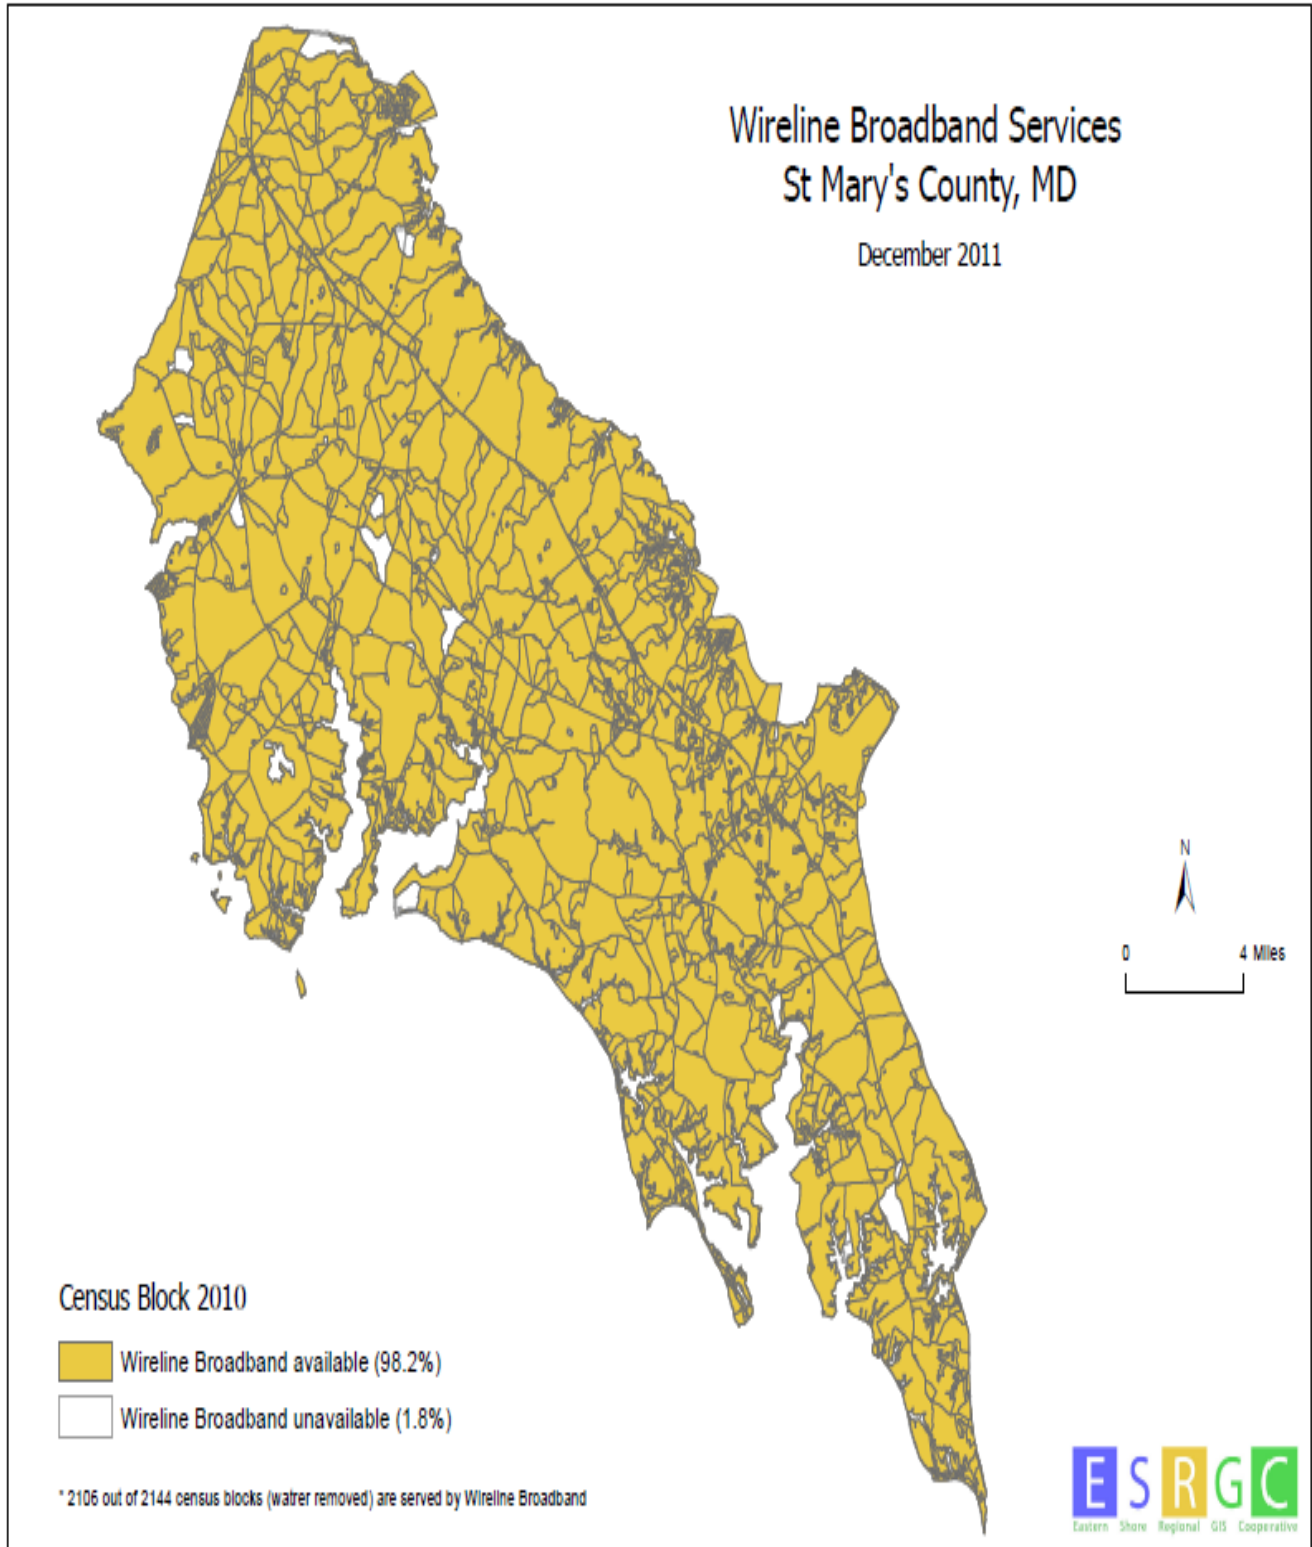 Wireline Broadband Services
St Mary's County, MD
December 2011
N
0 4 Miles
Census Block 2010
Wireline Broadband available (98.2%)
Wireline Broadband unavailable (1.8%)
* 2106 out of 2144 census blocks (watrer removed) are served by Wireline Broadband
E S R G C
Eastern Shore Regional GIS Cooperative